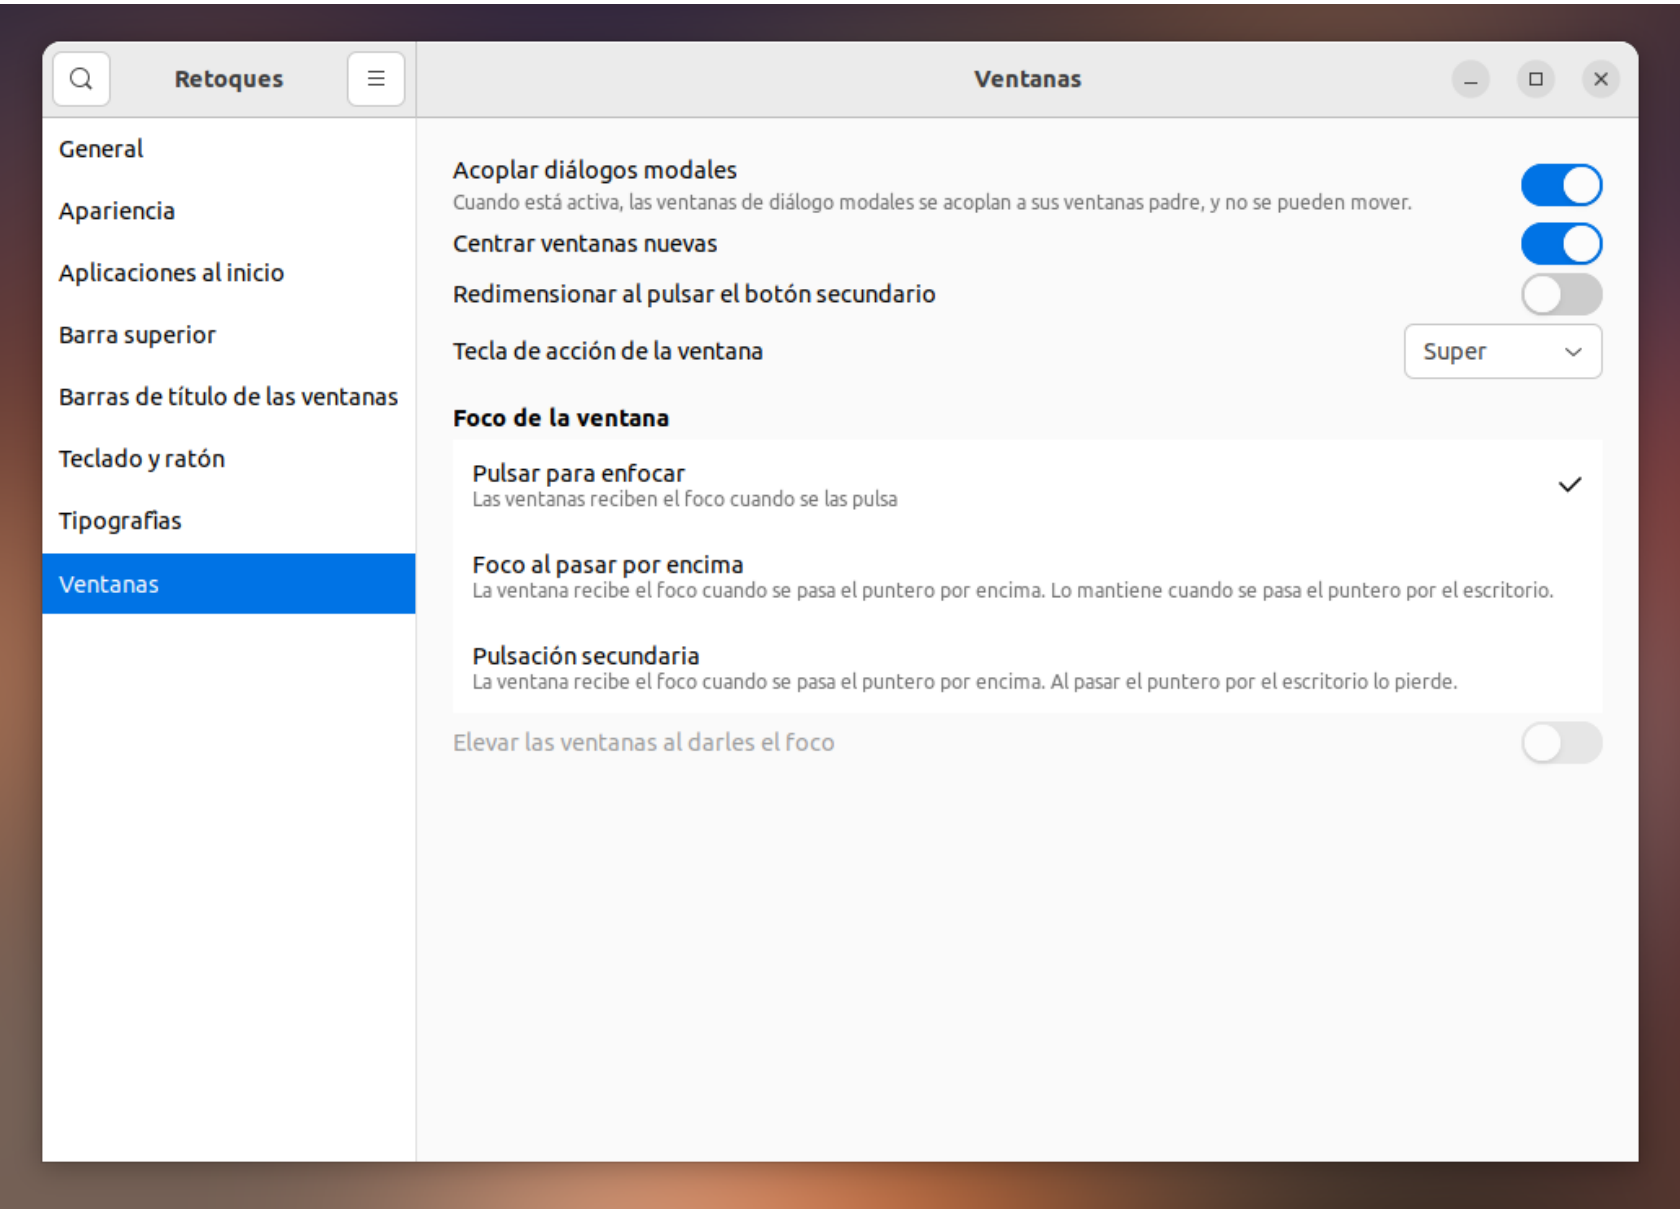 Retoques
Ventanas
General
Apariencia
Aplicaciones al inicio
Barra superior
Barras de título de las ventanas
Teclado y ratón
Tipografías
Ventanas
Acoplar diálogos modales
Cuando está activa, las ventanas de diálogo modales se acoplan a sus ventanas padre, y no se pueden mover.
Centrar ventanas nuevas
Redimensionar al pulsar el botón secundario
Tecla de acción de la ventana
Super
Foco de la ventana
Pulsar para enfocar
Las ventanas reciben el foco cuando se las pulsa
Foco al pasar por encima
La ventana recibe el foco cuando se pasa el puntero por encima. Lo mantiene cuando se pasa el puntero por el escritorio.
Pulsación secundaria
La ventana recibe el foco cuando se pasa el puntero por encima. Al pasar el puntero por el escritorio lo pierde.
Elevar las ventanas al darles el foco